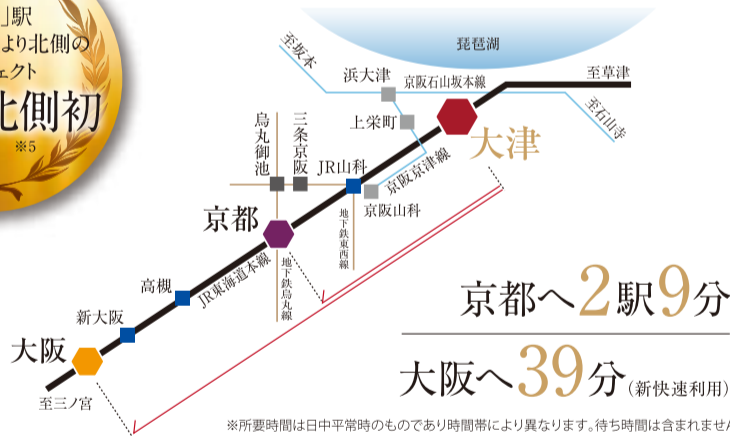 」駅
より北側の
ェクト
北側初
※5
琵琶湖
至坂本
浜大津
京阪石山坂本線
至草津
至石山寺
上栄町
大津
烏丸御池
三条京阪
JR山科
京阪京津線
京阪山科
地下鉄東西線
京都
JR東海道本線
地下鉄烏丸線
高槻
新大阪
大阪
至三ノ宮
京都へ2駅9分
大阪へ39分(新快速利用)
※所要時間は日中平常時のものであり時間帯により異なります。待ち時間は含まれませ